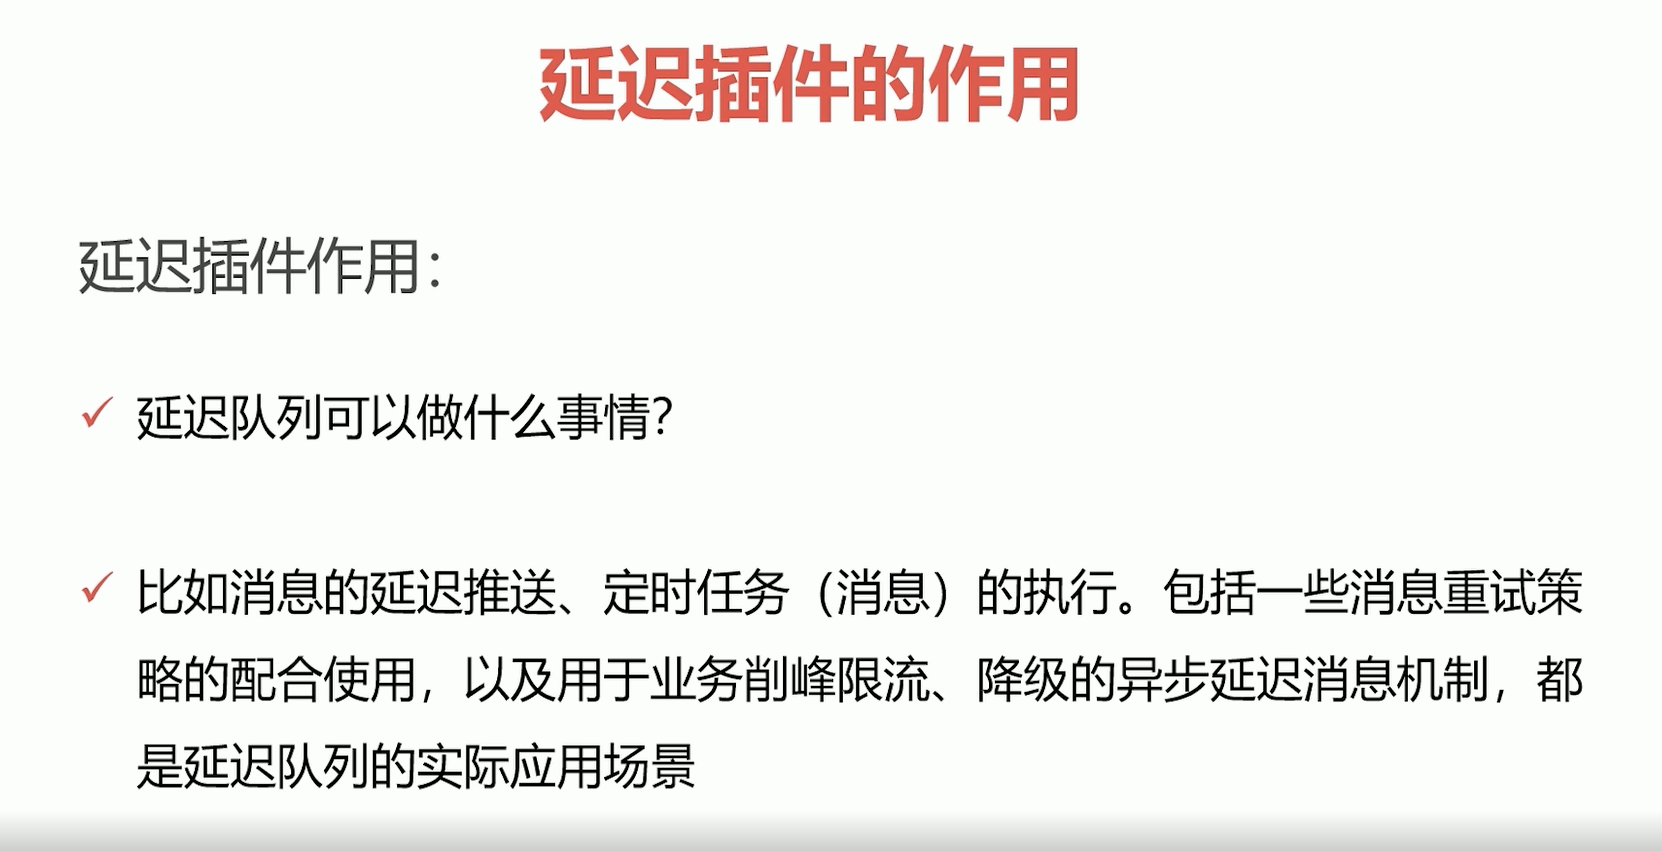 延迟插件的作用
延迟插件作用：
✓ 延迟队列可以做什么事情？
✓ 比如消息的延迟推送、定时任务（消息）的执行。包括一些消息重试策
略的配合使用，以及用于业务削峰限流、降级的异步延迟消息机制，都
是延迟队列的实际应用场景